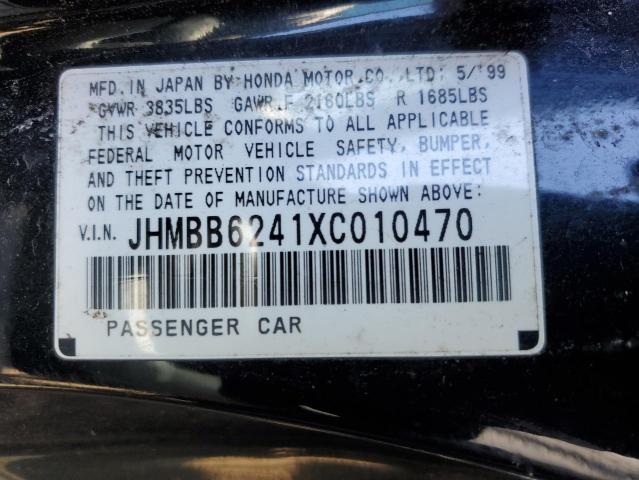 MFD. IN JAPAN BY HONDA MOTOR CO., LTD: 5/'99
GVWR 3835LBS GAWR F 2160LBS R 1685LBS
THIS VEHICLE CONFORMS TO ALL APPLICABLE
FEDERAL MOTOR VEHICLE SAFETY, BUMPER,
AND THEFT PREVENTION STANDARDS IN EFFECT
ON THE DATE OF MANUFACTURE SHOWN ABOVE:
V.I.N. JHMBB6241XC010470
PASSENGER CAR